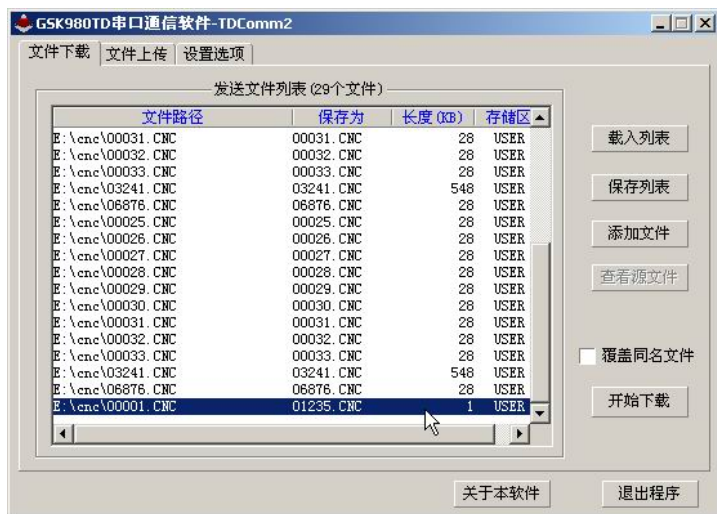 GSK980TD串口通信软件-TDComm2
文件下载 文件上传 设置选项
发送文件列表(29个文件)
文件路径 保存为 长度(KB) 存储区
E:\cnc\00031.CNC 00031.CNC 28 USER
E:\cnc\00032.CNC 00032.CNC 28 USER
E:\cnc\00033.CNC 00033.CNC 28 USER
E:\cnc\03241.CNC 03241.CNC 548 USER
E:\cnc\06876.CNC 06876.CNC 28 USER
E:\cnc\00025.CNC 00025.CNC 28 USER
E:\cnc\00026.CNC 00026.CNC 28 USER
E:\cnc\00027.CNC 00027.CNC 28 USER
E:\cnc\00028.CNC 00028.CNC 28 USER
E:\cnc\00029.CNC 00029.CNC 28 USER
E:\cnc\00030.CNC 00030.CNC 28 USER
E:\cnc\00031.CNC 00031.CNC 28 USER
E:\cnc\00032.CNC 00032.CNC 28 USER
E:\cnc\00033.CNC 00033.CNC 28 USER
E:\cnc\03241.CNC 03241.CNC 548 USER
E:\cnc\06876.CNC 06876.CNC 28 USER
E:\cnc\00001.CNC 01235.CNC 1 USER
载入列表
保存列表
添加文件
查看源文件
覆盖同名文件
开始下载
关于本软件 退出程序